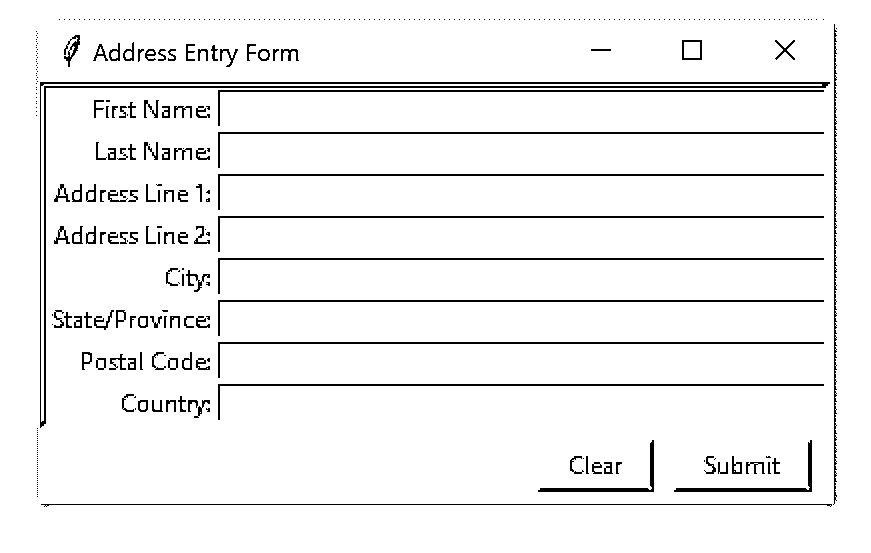 Address Entry Form
First Name:
Last Name:
Address Line 1:
Address Line 2:
City:
State/Province:
Postal Code:
Country:
Clear Submit